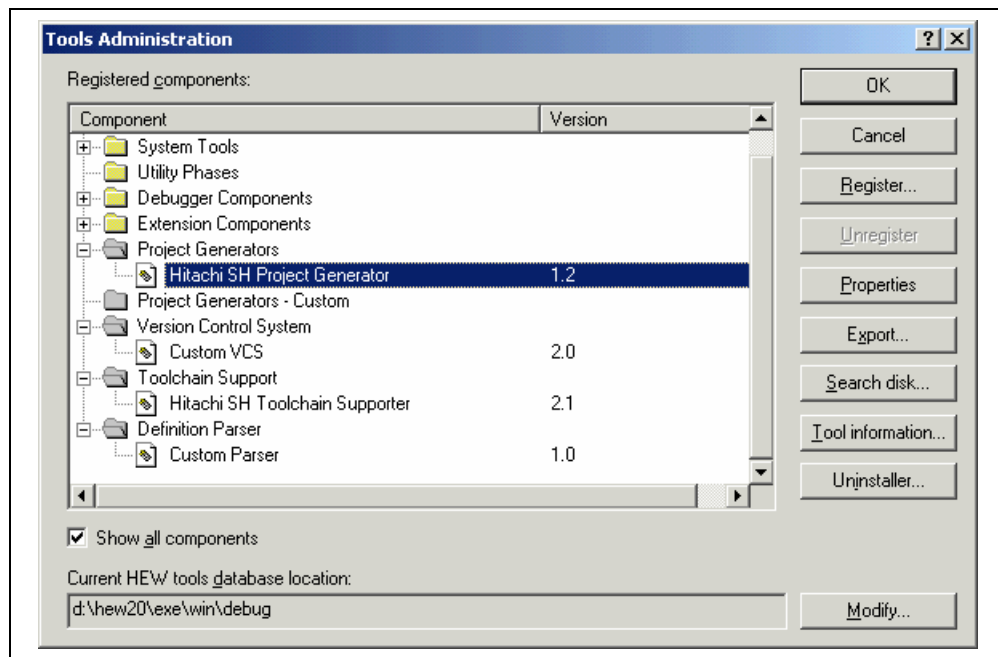 Tools Administration
Registered components:
OK
Component Version
Cancel
System Tools
Utility Phases
Register...
Debugger Components
Extension Components
Unregister
Project Generators
Hitachi SH Project Generator 1.2
Properties
Project Generators - Custom
Version Control System
Export...
Custom VCS 2.0
Toolchain Support
Search disk...
Hitachi SH Toolchain Supporter 2.1
Definition Parser
Tool information...
Custom Parser 1.0
Uninstaller...
Show all components
Current HEW tools database location:
d:\hew20\exe\win\debug
Modify...